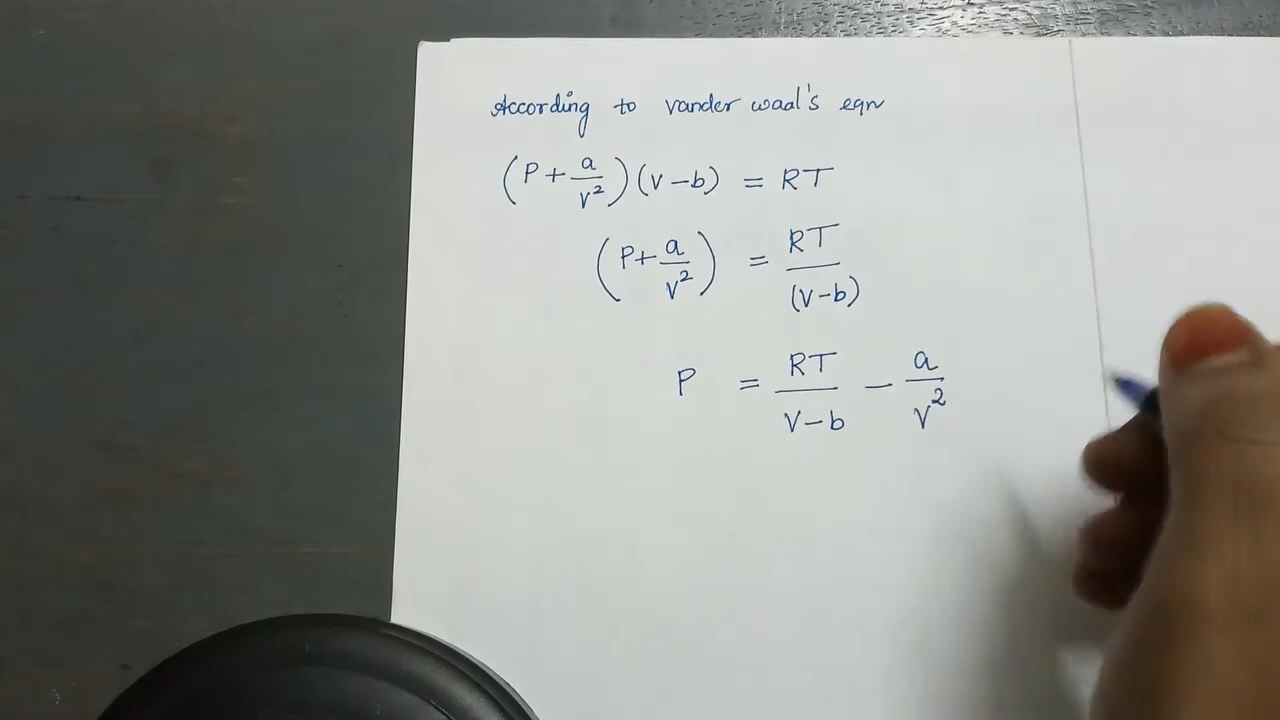 According to vander waal's eqn
(P + a/v²)(v-b) = RT
(P + a/v²) = RT/(v-b)
P = RT/v-b - a/v²